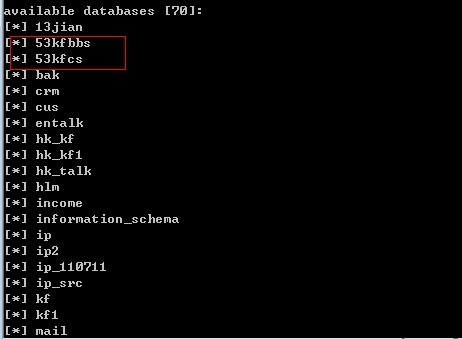 available databases [70]:
[*] 13jian
[*] 53kfbbs
[*] 53kfcs
[*] bak
[*] crm
[*] cus
[*] entalk
[*] hk_kf
[*] hk_kf1
[*] hk_talk
[*] hlm
[*] income
[*] information_schema
[*] ip
[*] ip2
[*] ip_110711
[*] ip_src
[*] kf
[*] kf1
[*] mail